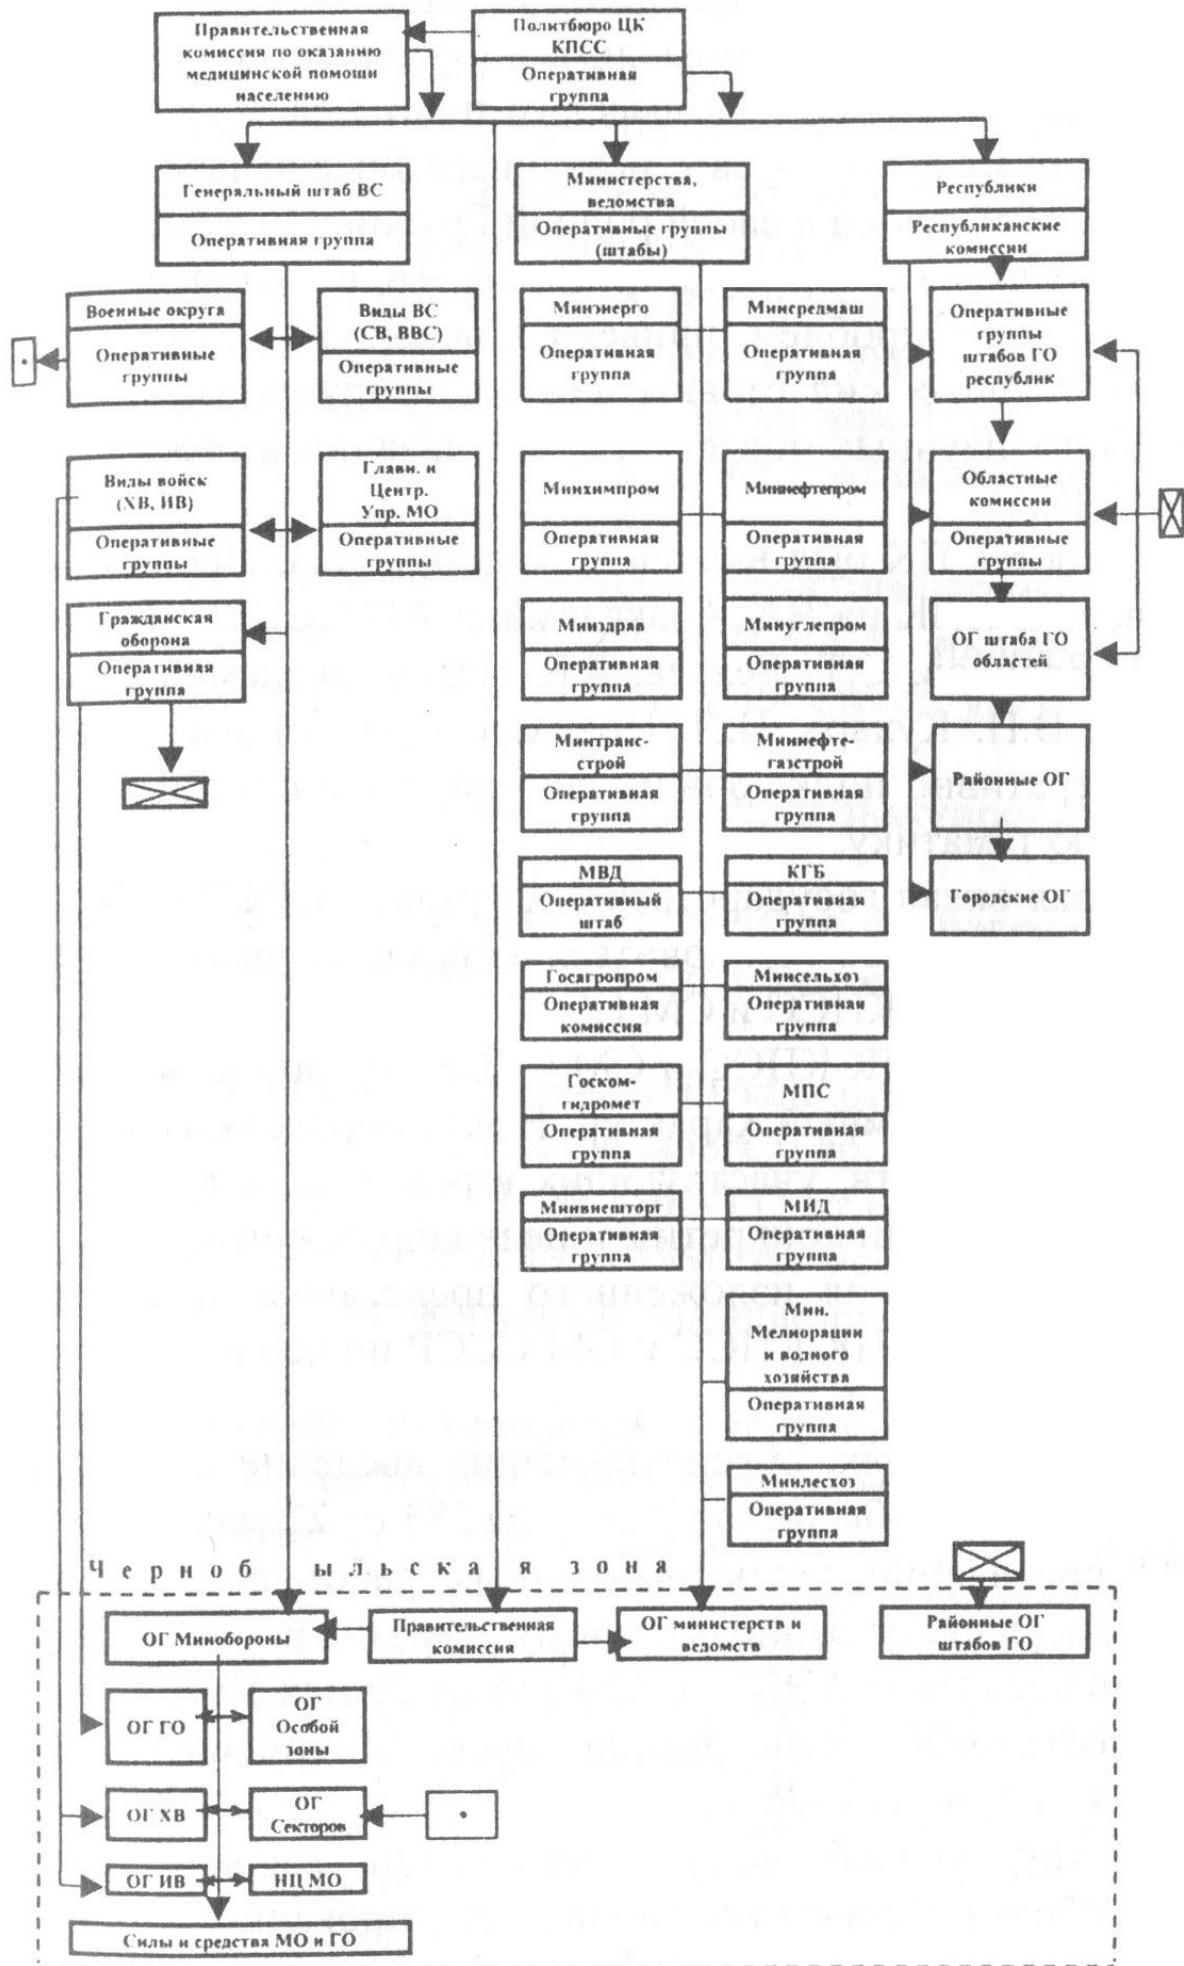 Правительственная
комиссия по оказанию
медицинской помощи
населению
Политбюро ЦК
КПСС
Оперативная
группа
Генеральный штаб ВС
Оперативная группа
Министерства,
ведомства
Оперативные группы
(штабы)
Республики
Республиканские
комиссии
Военные округа
Оперативные
группы
Виды ВС
(СВ, ВВС)
Оперативные
группы
Минэнерго
Оперативная
группа
Минсредмаш
Оперативная
группа
Оперативные
группы
штабов ГО
республик
Виды войск
(ХВ, ИВ)
Оперативные
группы
Главн. и
Центр.
Упр. МО
Оперативные
группы
Минхимпром
Оперативная
группа
Миннефтепром
Оперативная
группа
Областные
комиссии
Оперативные
группы
Гражданская
оборона
Оперативная
группа
Минздрав
Оперативная
группа
Минуглепром
Оперативная
группа
ОГ штаба ГО
областей
Минтранс-
строй
Оперативная
группа
Миннефте-
газстрой
Оперативная
группа
Районные ОГ
МВД
Оперативный
штаб
КГБ
Оперативная
группа
Городские ОГ
Госагропром
Оперативная
комиссия
Минсельхоз
Оперативная
группа
Госком-
гидромет
Оперативная
группа
МПС
Оперативная
группа
Минвнешторг
Оперативная
группа
МИД
Оперативная
группа
Мин.
Мелиорации
и водного
хозяйства
Оперативная
группа
Минлесхоз
Оперативная
группа
Чернобыльская зона
ОГ Минобороны
Правительственная
комиссия
ОГ министерств и
ведомств
Районные ОГ
штабов ГО
ОГ ГО
ОГ
Особой
зоны
ОГ ХВ
ОГ
Секторов
ОГ ИВ
НЦ МО
Силы и средства МО и ГО